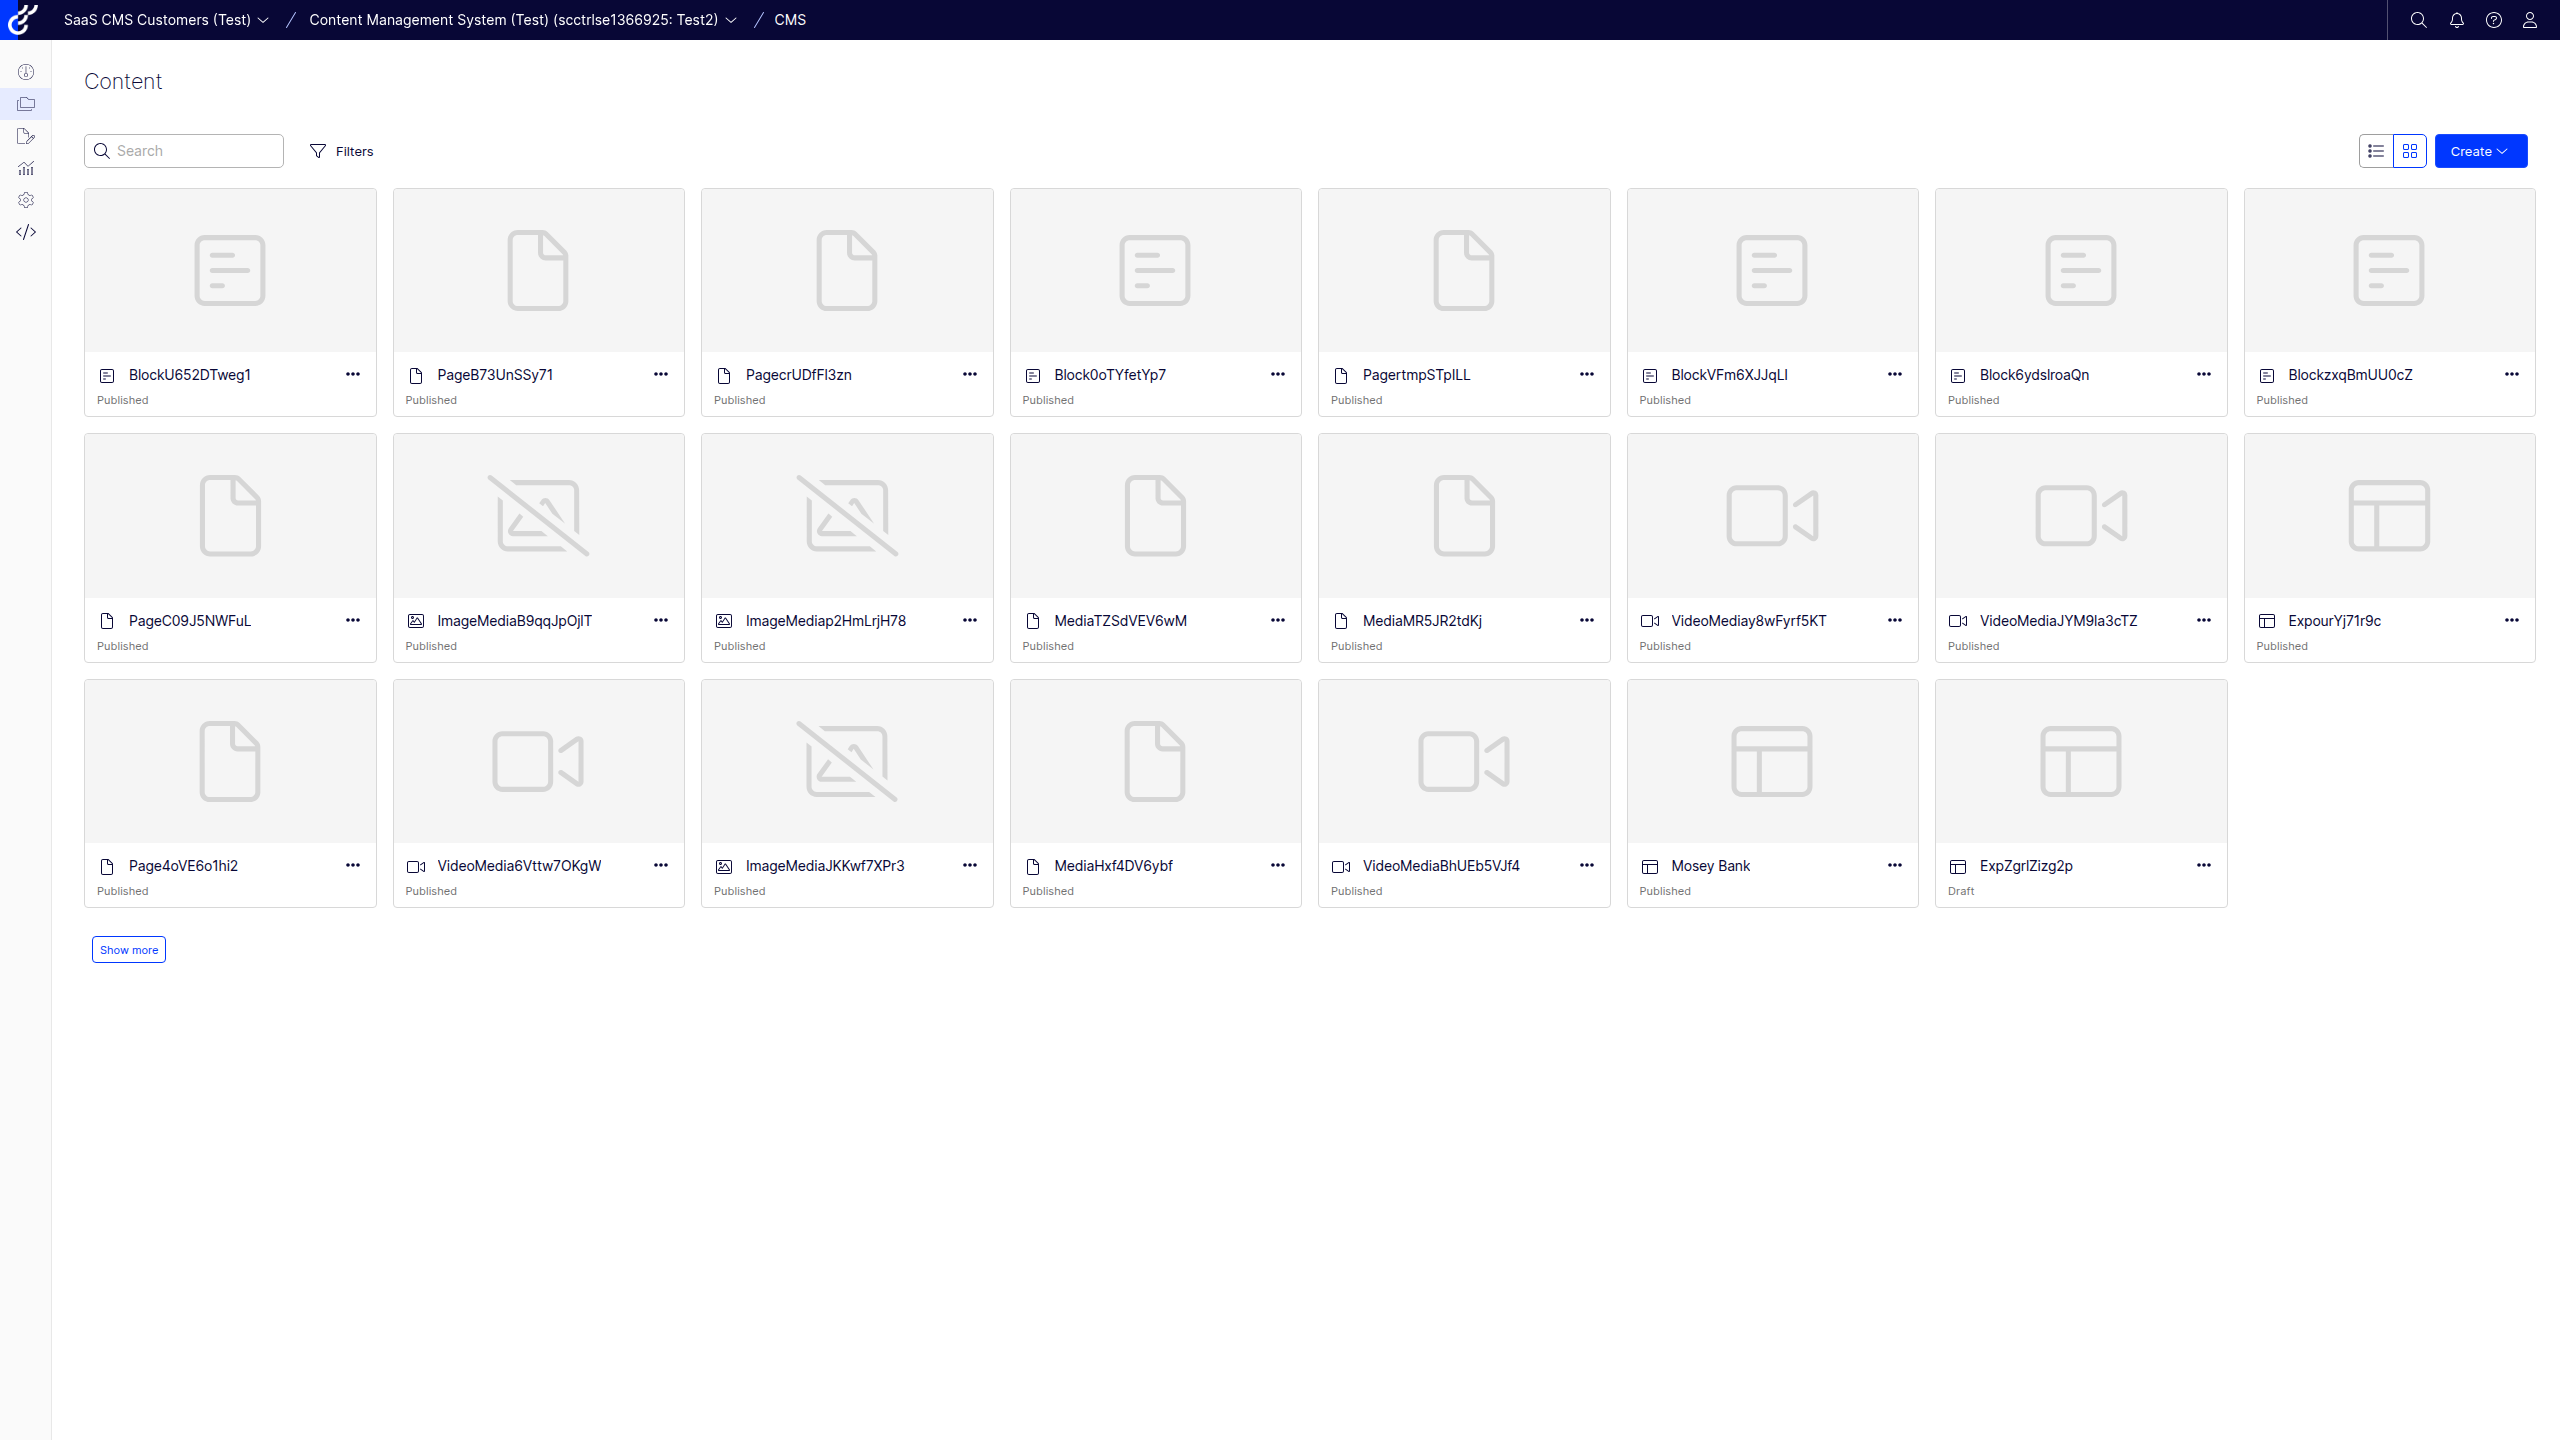 SaaS CMS Customers (Test) / Content Management System (Test) (scctrlse1366925: Test2) / CMS
Content
Search Filters Create
BlockU652DTweg1 PageB73UnSSy71 PagecrUDfFl3zn Block0oTYfetYp7 PagertmpSTpILL BlockVFm6XJJqLl Block6ydslroaQn BlockzxqBmUU0cZ
Published Published Published Published Published Published Published Published
PageC09J5NWFuL ImageMediaB9qqJpOjlT ImageMediap2HmLrjH78 MediaTZSdVEV6wM MediaMR5JR2tdKj VideoMediay8wFyrf5KT VideoMediaJYM9la3cTZ ExpourYj71r9c
Published Published Published Published Published Published Published Published
Page4oVE6o1hi2 VideoMedia6Vttw7OKgW ImageMediaJKKwf7XPr3 MediaHxf4DV6ybf VideoMediaBhUEb5VJf4 Mosey Bank ExpZgrlZizg2p
Published Published Published Published Published Published Draft
Show more